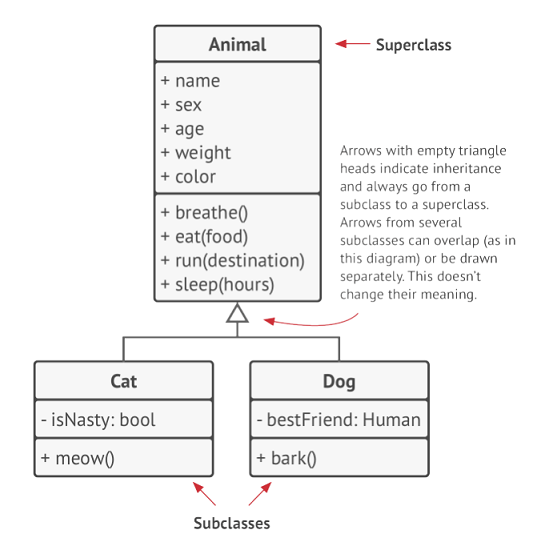 Animal
Superclass
+ name
+ sex
+ age
+ weight
+ color
+ breathe()
+ eat(food)
+ run(destination)
+ sleep(hours)
Arrows with empty triangle
heads indicate inheritance
and always go from a
subclass to a superclass.
Arrows from several
subclasses can overlap (as in
this diagram) or be drawn
separately. This doesn't
change their meaning.
Cat
- isNasty: bool
+ meow()
Dog
- bestFriend: Human
+ bark()
Subclasses